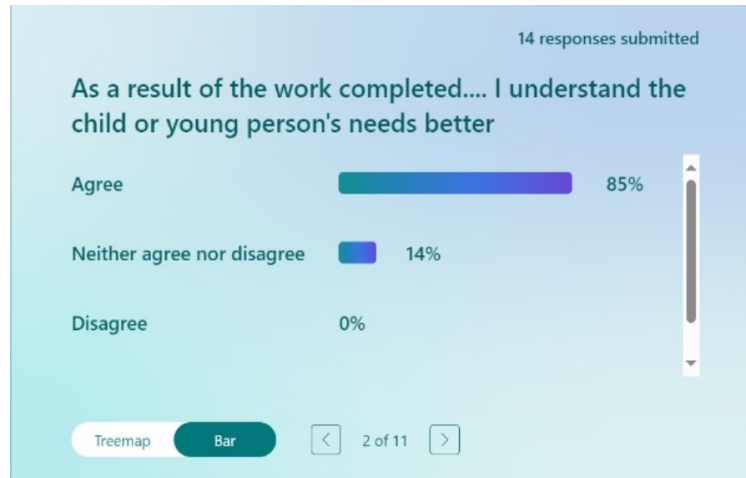 14 responses submitted
As a result of the work completed.... I understand the
child or young person's needs better
Agree 85%
Neither agree nor disagree 14%
Disagree 0%
Treemap Bar 2 of 11